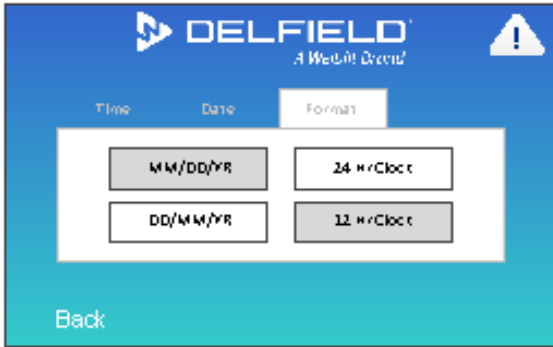 DELFIELD
A Welbilt Brand
Time Date Format
MM/DD/YR 24 Hr Clock
DD/MM/YR 12 Hr Clock
Back